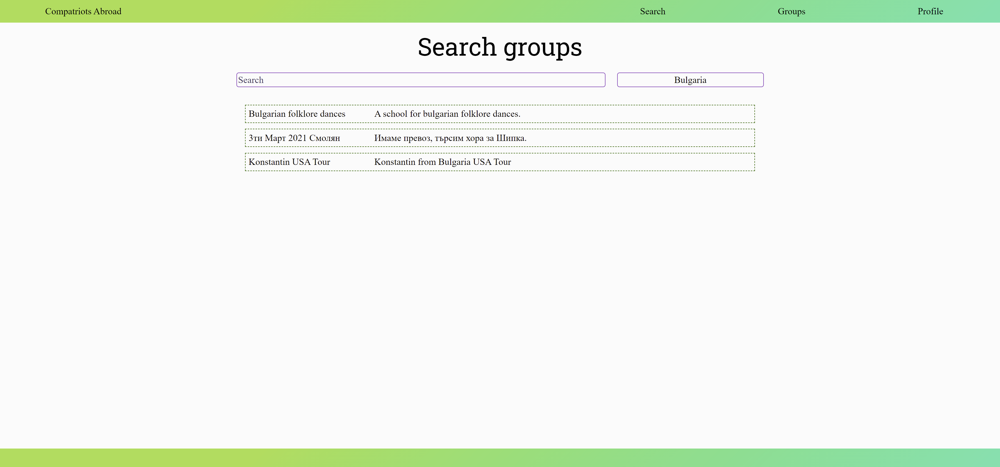 Compatriots Abroad Search Groups Profile
Search groups
Search Bulgaria
Bulgarian folklore dances A school for bulgarian folklore dances.
3ти Март 2021 Смолян Имаме превоз, търсим хора за Шипка.
Konstantin USA Tour Konstantin from Bulgaria USA Tour